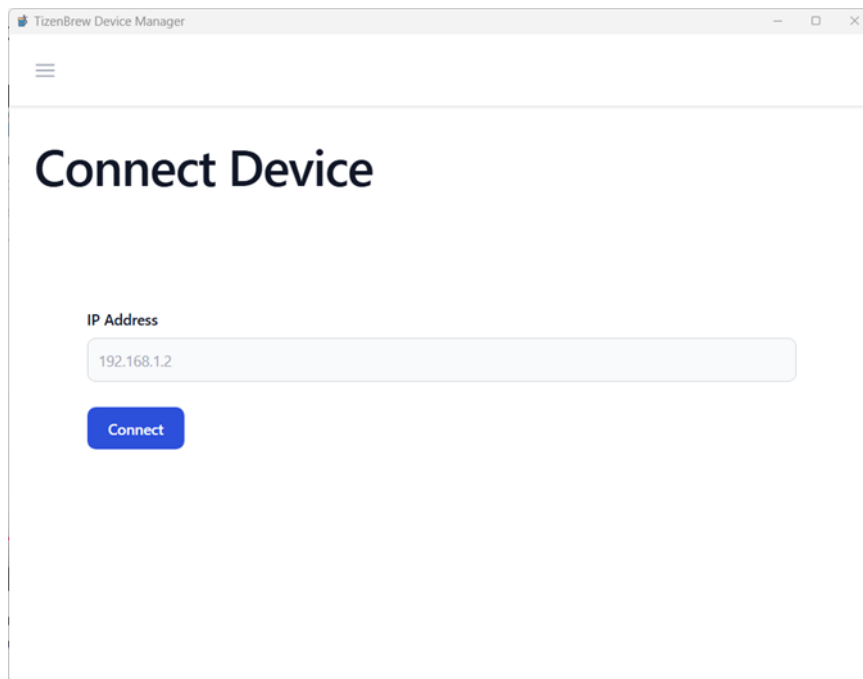 TizenBrew Device Manager
Connect Device
IP Address
192.168.1.2
Connect